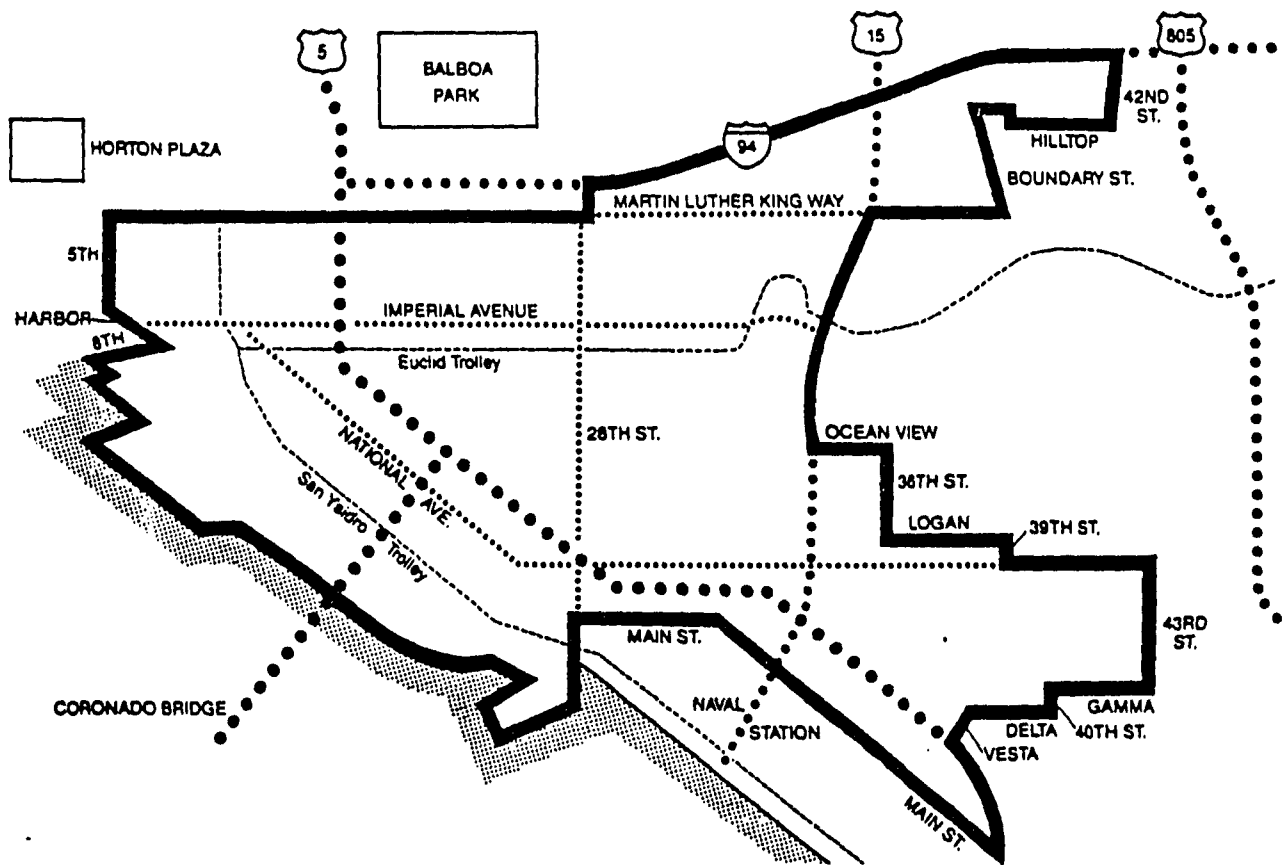 5
15
805
BALBOA
PARK
42ND
ST.
HORTON PLAZA
94
HILLTOP
BOUNDARY ST.
MARTIN LUTHER KING WAY
5TH
IMPERIAL AVENUE
HARBOR
8TH
Euclid Trolley
28TH ST.
OCEAN VIEW
NATIONAL
AVE.
36TH ST.
San Ysidro
Trolley
LOGAN
39TH ST.
MAIN ST.
43RD
ST.
CORONADO BRIDGE
NAVAL
STATION
GAMMA
DELTA
40TH ST.
VESTA
MAIN ST.